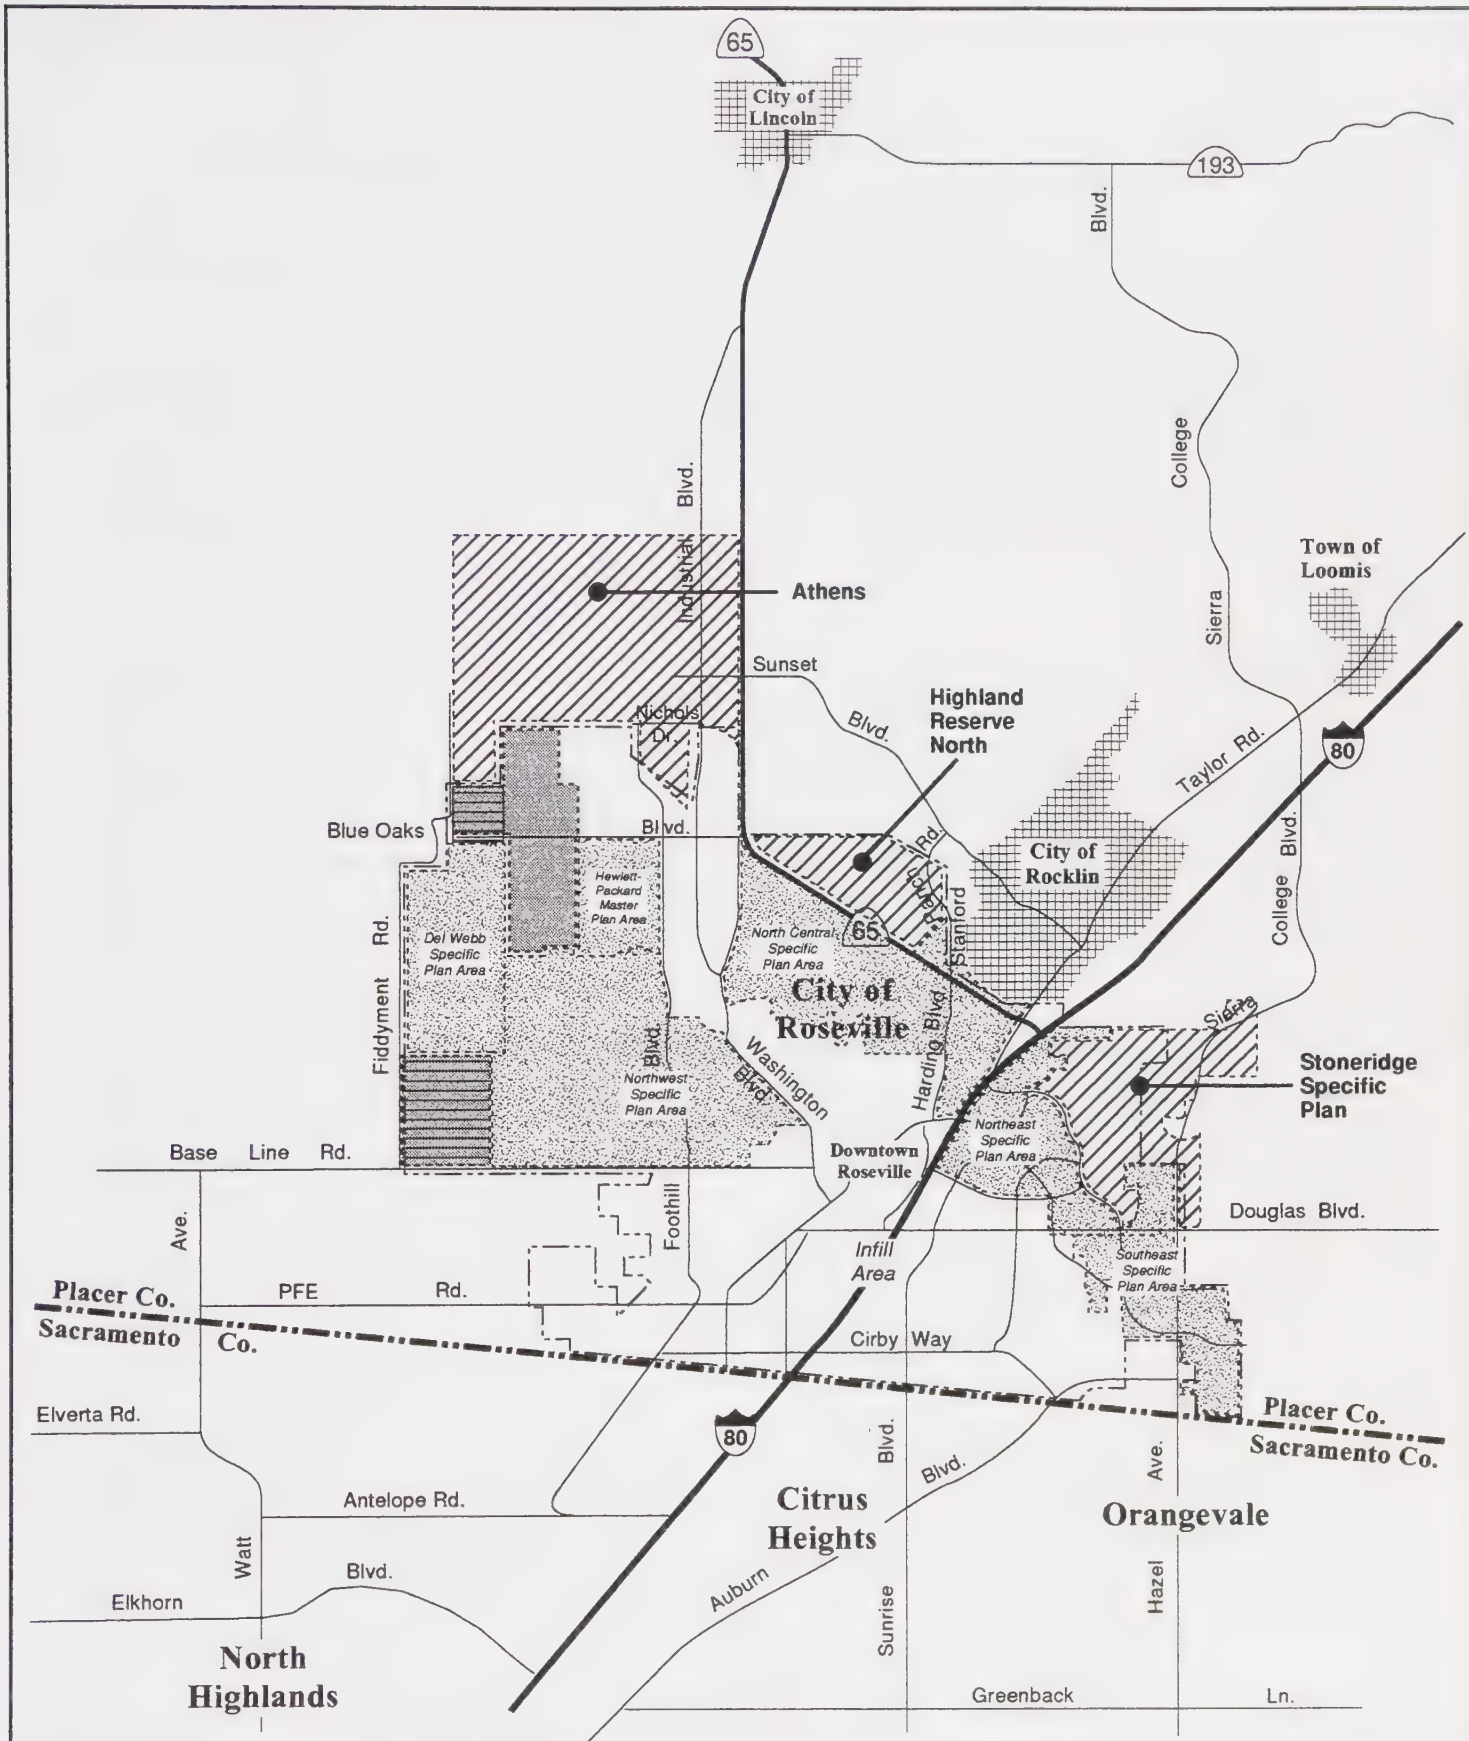 65
City of
Lincoln
193
Blvd.
College
Blvd.
Industrial
Town of
Loomis
Athens
Sierra
Sunset
Blvd.
Highland
Reserve
North
Nichols
Dr.
Taylor Rd.
80
Blue Oaks
Blvd.
Rd.
Ranch
City of
Rocklin
Blvd.
College
Hewlett-
Packard
Master
Plan Area
65
Stanford
Rd.
Fiddyment
Del Webb
Specific
Plan Area
North Central
Specific
Plan Area
City of
Roseville
Sierra
Harding Blvd.
Blvd.
Washington
Blvd.
Northwest
Specific
Plan Area
Stoneridge
Specific
Plan
Northeast
Specific
Plan Area
Downtown
Roseville
Base Line Rd.
Ave.
Foothill
Douglas Blvd.
Infill
Area
Southeast
Specific
Plan Area
PFE Rd.
Placer Co.
Sacramento Co.
Cirby Way
Elverta Rd.
80
Blvd.
Blvd.
Ave.
Placer Co.
Sacramento Co.
Antelope Rd.
Citrus
Heights
Orangevale
Watt
Blvd.
Elkhorn
Auburn
Sunrise
Hazel
North
Highlands
Greenback Ln.